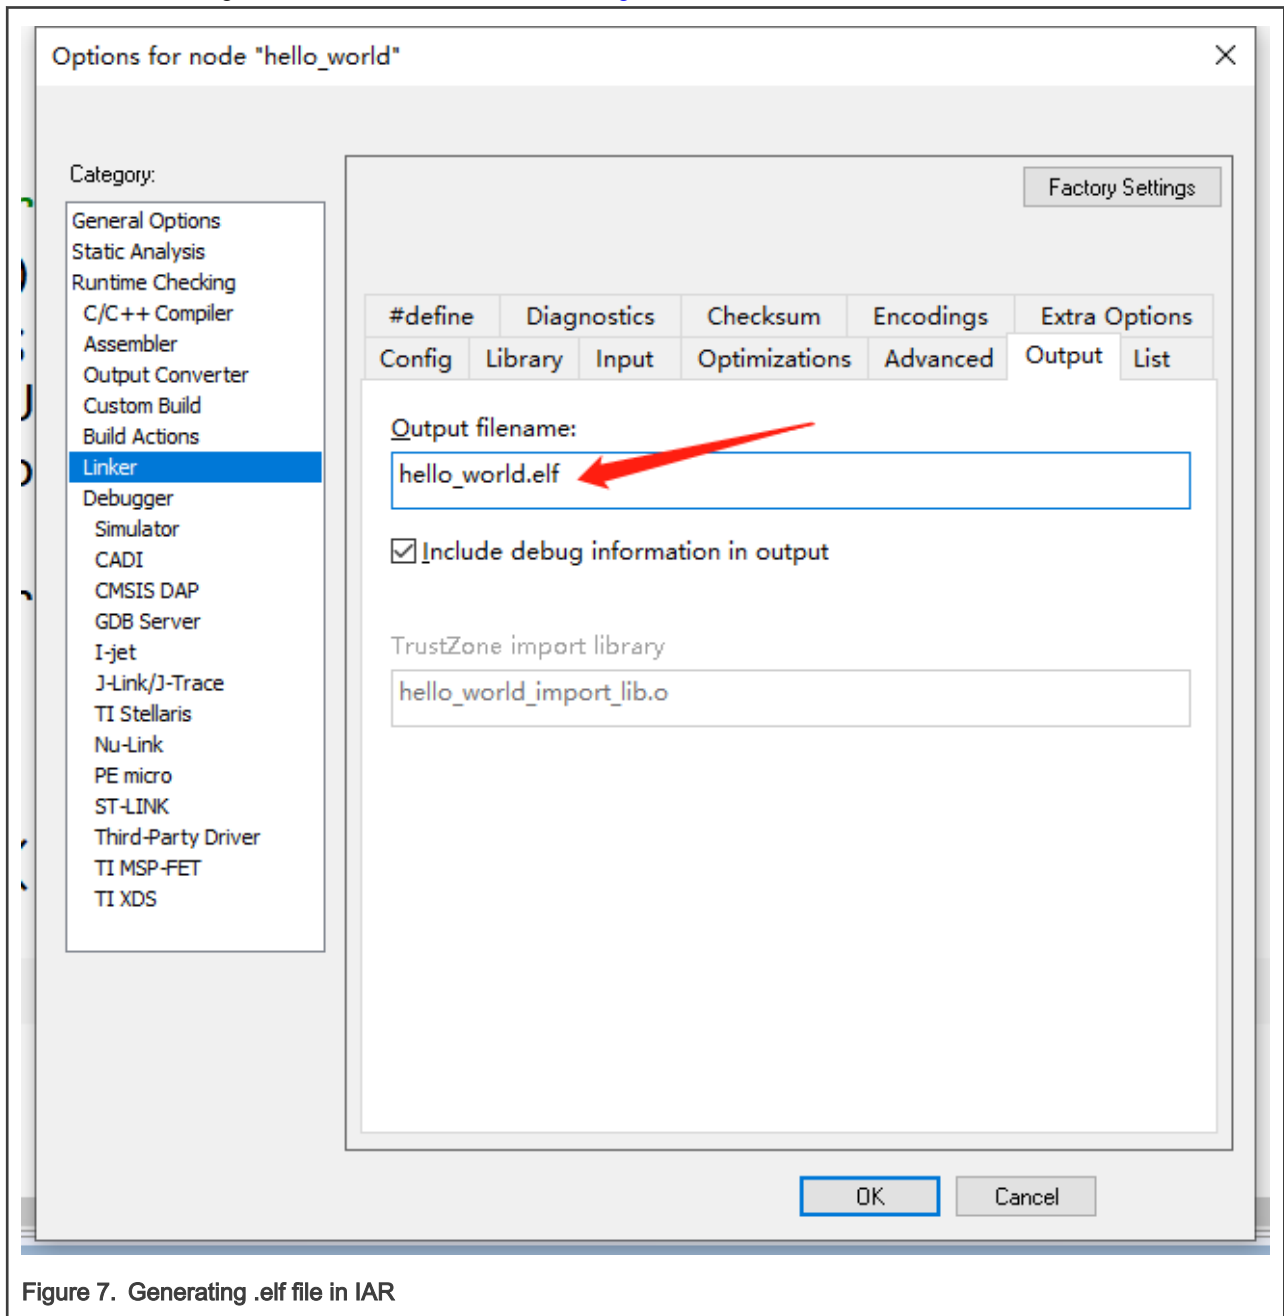 Options for node "hello_world"
Category:
General Options
Static Analysis
Runtime Checking
C/C++ Compiler
Assembler
Output Converter
Custom Build
Build Actions
Linker
Debugger
Simulator
CADI
CMSIS DAP
GDB Server
I-jet
J-Link/J-Trace
TI Stellaris
Nu-Link
PE micro
ST-LINK
Third-Party Driver
TI MSP-FET
TI XDS
Factory Settings
#define Diagnostics Checksum Encodings Extra Options
Config Library Input Optimizations Advanced Output List
Output filename:
hello_world.elf
Include debug information in output
TrustZone import library
hello_world_import_lib.o
OK Cancel
Figure 7. Generating .elf file in IAR